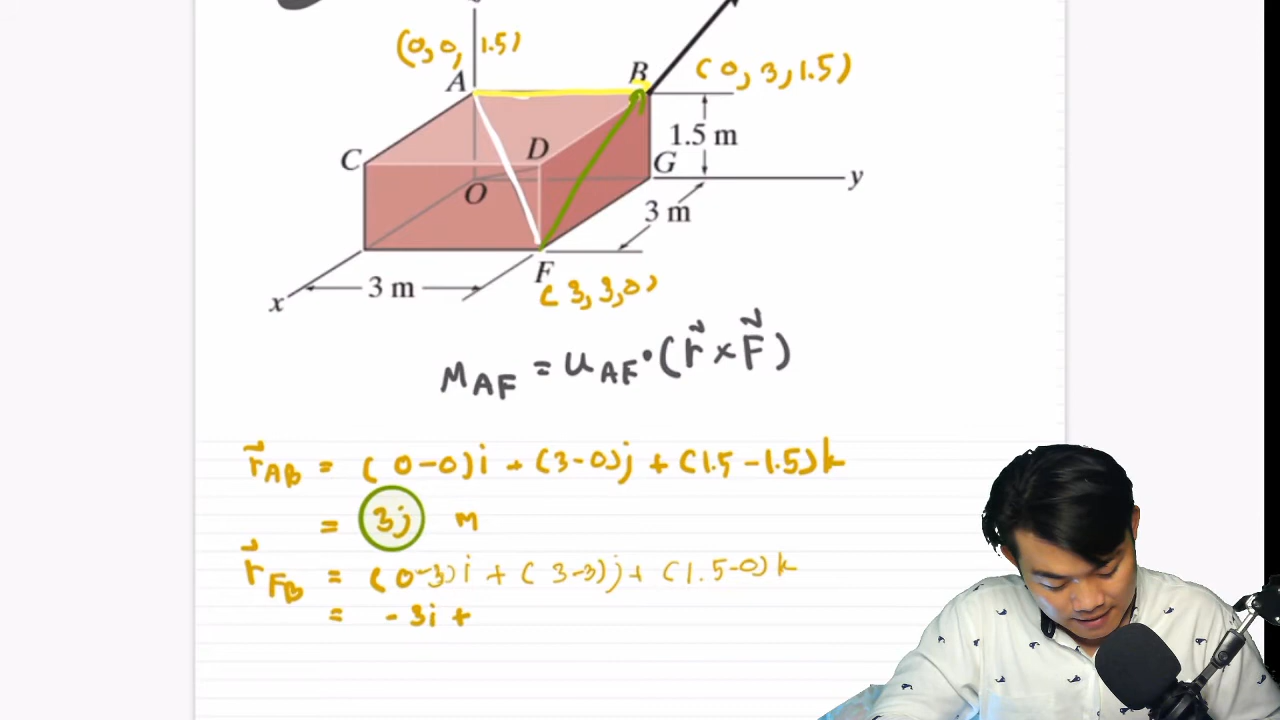 (0,0, 1.5)
A
B
(0, 3, 1.5)
1.5 m
C
D
G
O
y
3 m
3 m
F
x
(3, 3, 0)
M_AF = u_AF • (r⃗ × F⃗)
r⃗_AB = (0-0)i + (3-0)j + (1.5-1.5)k
= 3j m
r⃗_FB = (0-3)i + (3-3)j + (1.5-0)k
= -3i +